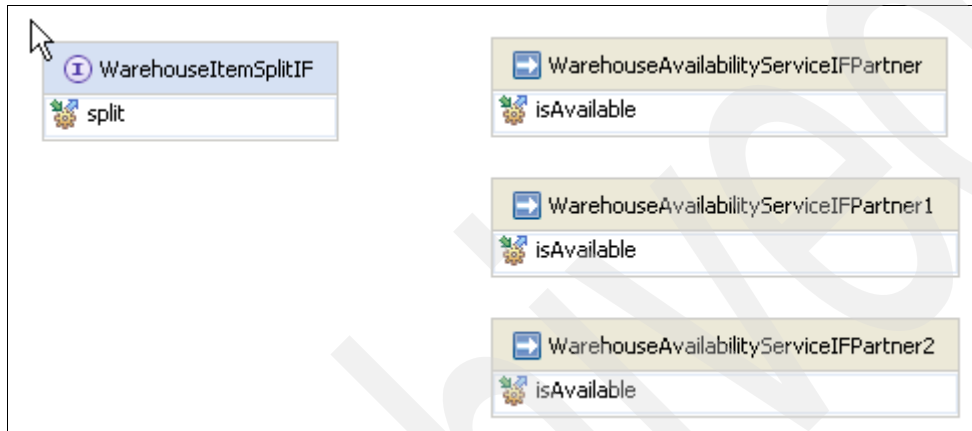 WarehouseItemSplitIF
split
WarehouseAvailabilityServiceIFPartner
isAvailable
WarehouseAvailabilityServiceIFPartner1
isAvailable
WarehouseAvailabilityServiceIFPartner2
isAvailable